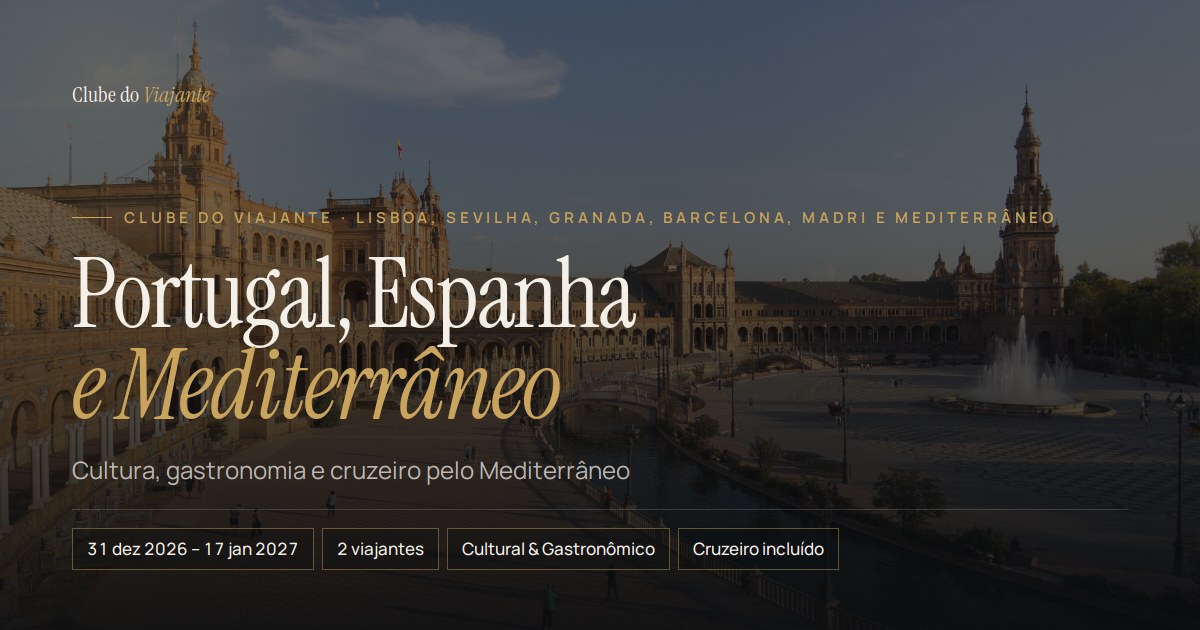 Clube do Viajante
CLUBE DO VIAJANTE · LISBOA, SEVILHA, GRANADA, BARCELONA, MADRI E MEDITERRÂNEO
Portugal, Espanha
e Mediterrâneo
Cultura, gastronomia e cruzeiro pelo Mediterrâneo
31 dez 2026 – 17 jan 2027
2 viajantes
Cultural & Gastronômico
Cruzeiro incluído